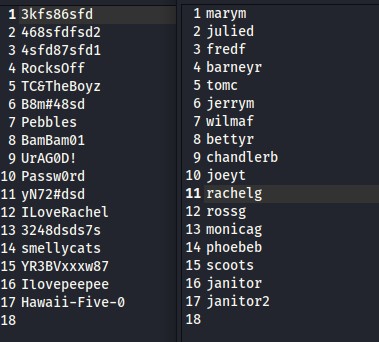 1 3kfs86sfd
2 468sfdfsd2
3 4sfd87sfd1
4 RocksOff
5 TC&TheBoyz
6 B8m#48sd
7 Pebbles
8 BamBam01
9 UrAG0D!
10 Passw0rd
11 yN72#dsd
12 ILoveRachel
13 3248dsds7s
14 smellycats
15 YR3BVxxxw87
16 Ilovepeepee
17 Hawaii-Five-0
18
1 marym
2 julied
3 fredf
4 barneyr
5 tomc
6 jerrym
7 wilmaf
8 bettyr
9 chandlerb
10 joeyt
11 rachelg
12 rossg
13 monicag
14 phoebeb
15 scoots
16 janitor
17 janitor2
18